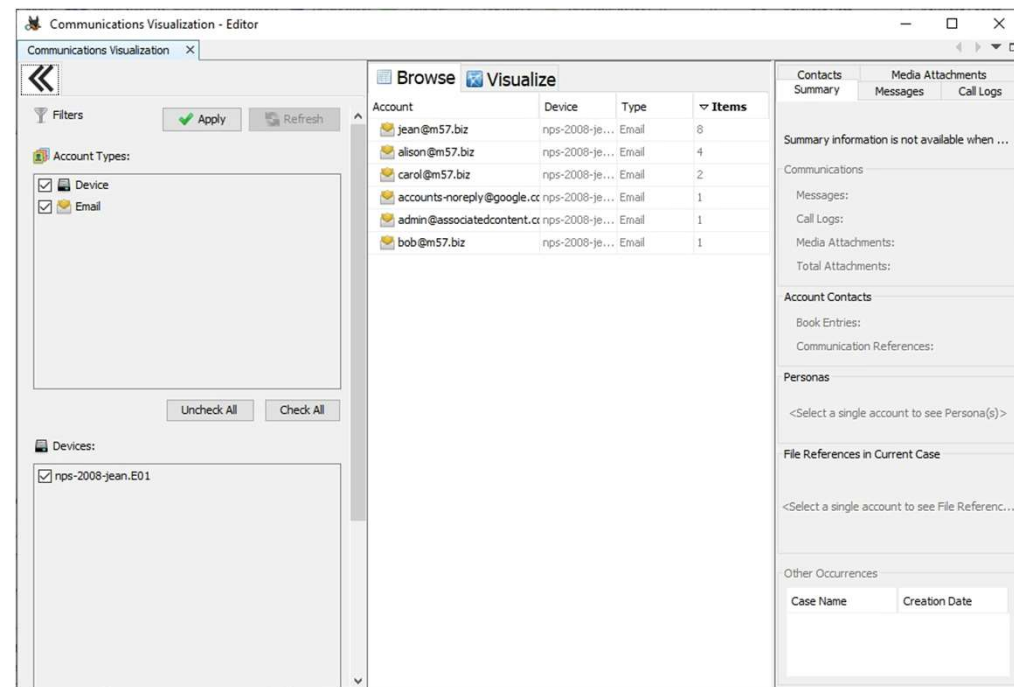 Communications Visualization - Editor
Communications Visualization
Filters
Apply
Refresh
Account Types:
Device
Email
Uncheck All
Check All
Devices:
nps-2008-jean.E01
Browse
Visualize
Account Device Type Items
jean@m57.biz nps-2008-je... Email 8
alison@m57.biz nps-2008-je... Email 4
carol@m57.biz nps-2008-je... Email 2
accounts-noreply@google.cc nps-2008-je... Email 1
admin@associatedcontent.cc nps-2008-je... Email 1
bob@m57.biz nps-2008-je... Email 1
Contacts Media Attachments
Summary Messages Call Logs
Summary information is not available when ...
Communications
Messages:
Call Logs:
Media Attachments:
Total Attachments:
Account Contacts
Book Entries:
Communication References:
Personas
<Select a single account to see Persona(s)>
File References in Current Case
<Select a single account to see File Referenc...
Other Occurrences
Case Name Creation Date